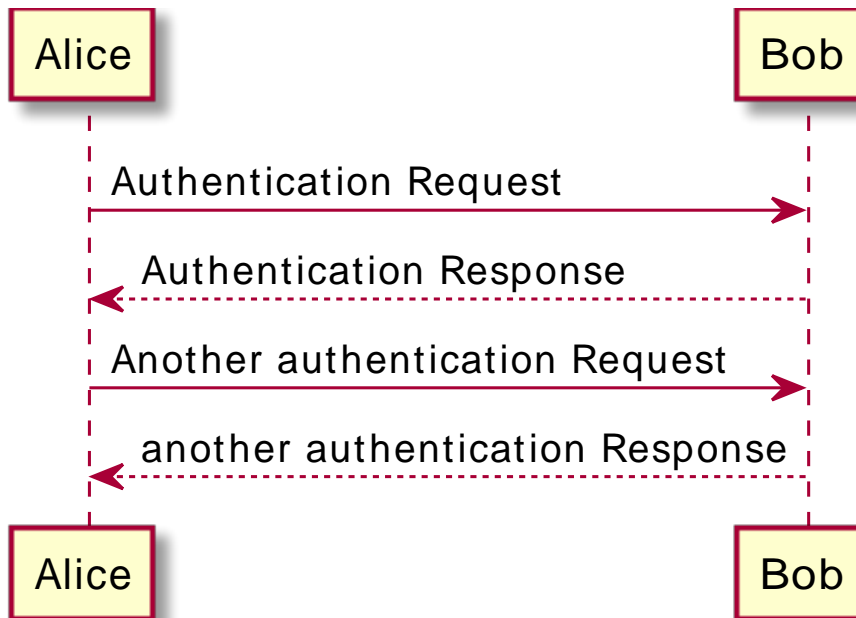 Alice
Bob
Authentication Request
Authentication Response
Another authentication Request
another authentication Response
Alice
Bob